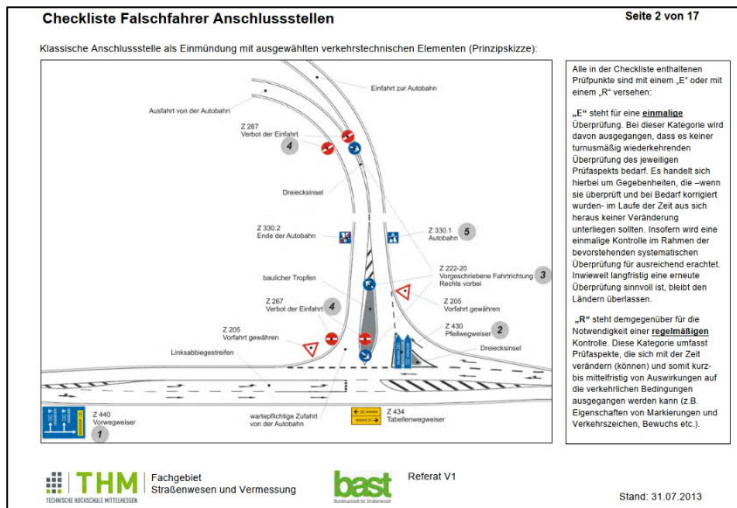 Checkliste Falschfahrer Anschlussstellen
Seite 2 von 17
Klassische Anschlussstelle als Einmündung mit ausgewählten verkehrstechnischen Elementen (Prinzipskizze):
Einfahrt zur Autobahn
Ausfahrt von der Autobahn
Z 267
Verbot der Einfahrt
4
Dreiecksinsel
Z 330.2
Ende der Autobahn
Z 330.1
Autobahn
5
Z 222-20
Vorgeschriebene Fahrtrichtung
Rechts vorbei
3
baulicher Tropfen
Z 267
Verbot der Einfahrt
4
Z 205
Vorfahrt gewähren
Z 205
Vorfahrt gewähren
Z 430
Pfeilwegweiser
2
Dreiecksinsel
Linksabbiegestreifen
wartepflichtige Zufahrt
von der Autobahn
Z 440
Vorwegweiser
1
Z 434
Tabellenwegweiser
Alle in der Checkliste enthaltenen
Prüfpunkte sind mit einem „E" oder mit
einem „R" versehen:
„E" steht für eine einmalige
Überprüfung. Bei dieser Kategorie wird
davon ausgegangen, dass es keiner
turnusmäßig wiederkehrenden
Überprüfung des jeweiligen
Prüfaspekts bedarf. Es handelt sich
hierbei um Gegebenheiten, die –wenn
sie überprüft und bei Bedarf korrigiert
wurden- im Laufe der Zeit aus sich
heraus keiner Veränderung
unterliegen sollten. Insofern wird eine
einmalige Kontrolle im Rahmen der
bevorstehenden systematischen
Überprüfung für ausreichend erachtet.
Inwieweit langfristig eine erneute
Überprüfung sinnvoll ist, bleibt den
Ländern überlassen.
„R" steht demgegenüber für die
Notwendigkeit einer regelmäßigen
Kontrolle. Diese Kategorie umfasst
Prüfaspekte, die sich mit der Zeit
verändern (können) und somit kurz-
bis mittelfristig von Auswirkungen auf
die verkehrlichen Bedingungen
ausgegangen werden kann (z.B.
Eigenschaften von Markierungen und
Verkehrszeichen, Bewuchs etc.).
THM
TECHNISCHE HOCHSCHULE MITTELHESSEN
Fachgebiet
Straßenwesen und Vermessung
bast
Bundesanstalt für Straßenwesen
Referat V1
Stand: 31.07.2013